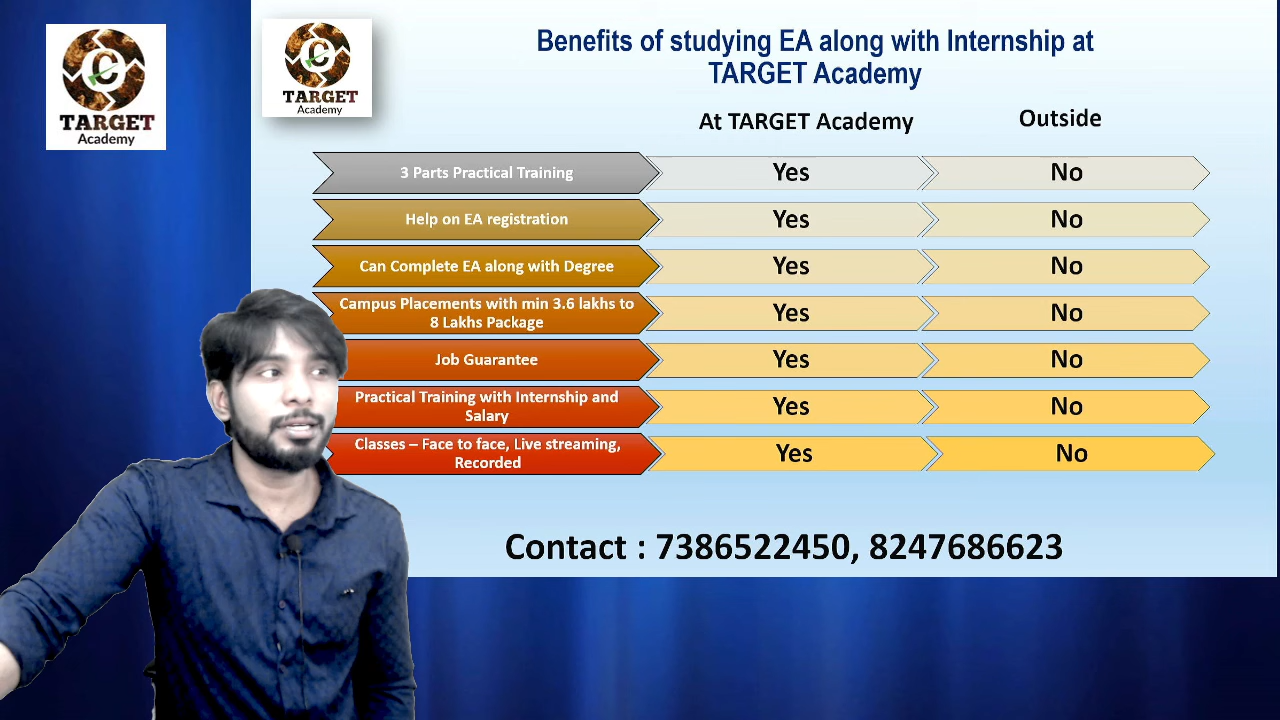 TARGET
Academy
TARGET
Academy
Benefits of studying EA along with Internship at
TARGET Academy
At TARGET Academy
Outside
3 Parts Practical Training
Yes
No
Help on EA registration
Yes
No
Can Complete EA along with Degree
Yes
No
Campus Placements with min 3.6 lakhs to
8 Lakhs Package
Yes
No
Job Guarantee
Yes
No
Practical Training with Internship and
Salary
Yes
No
Classes – Face to face, Live streaming,
Recorded
Yes
No
Contact : 7386522450, 8247686623